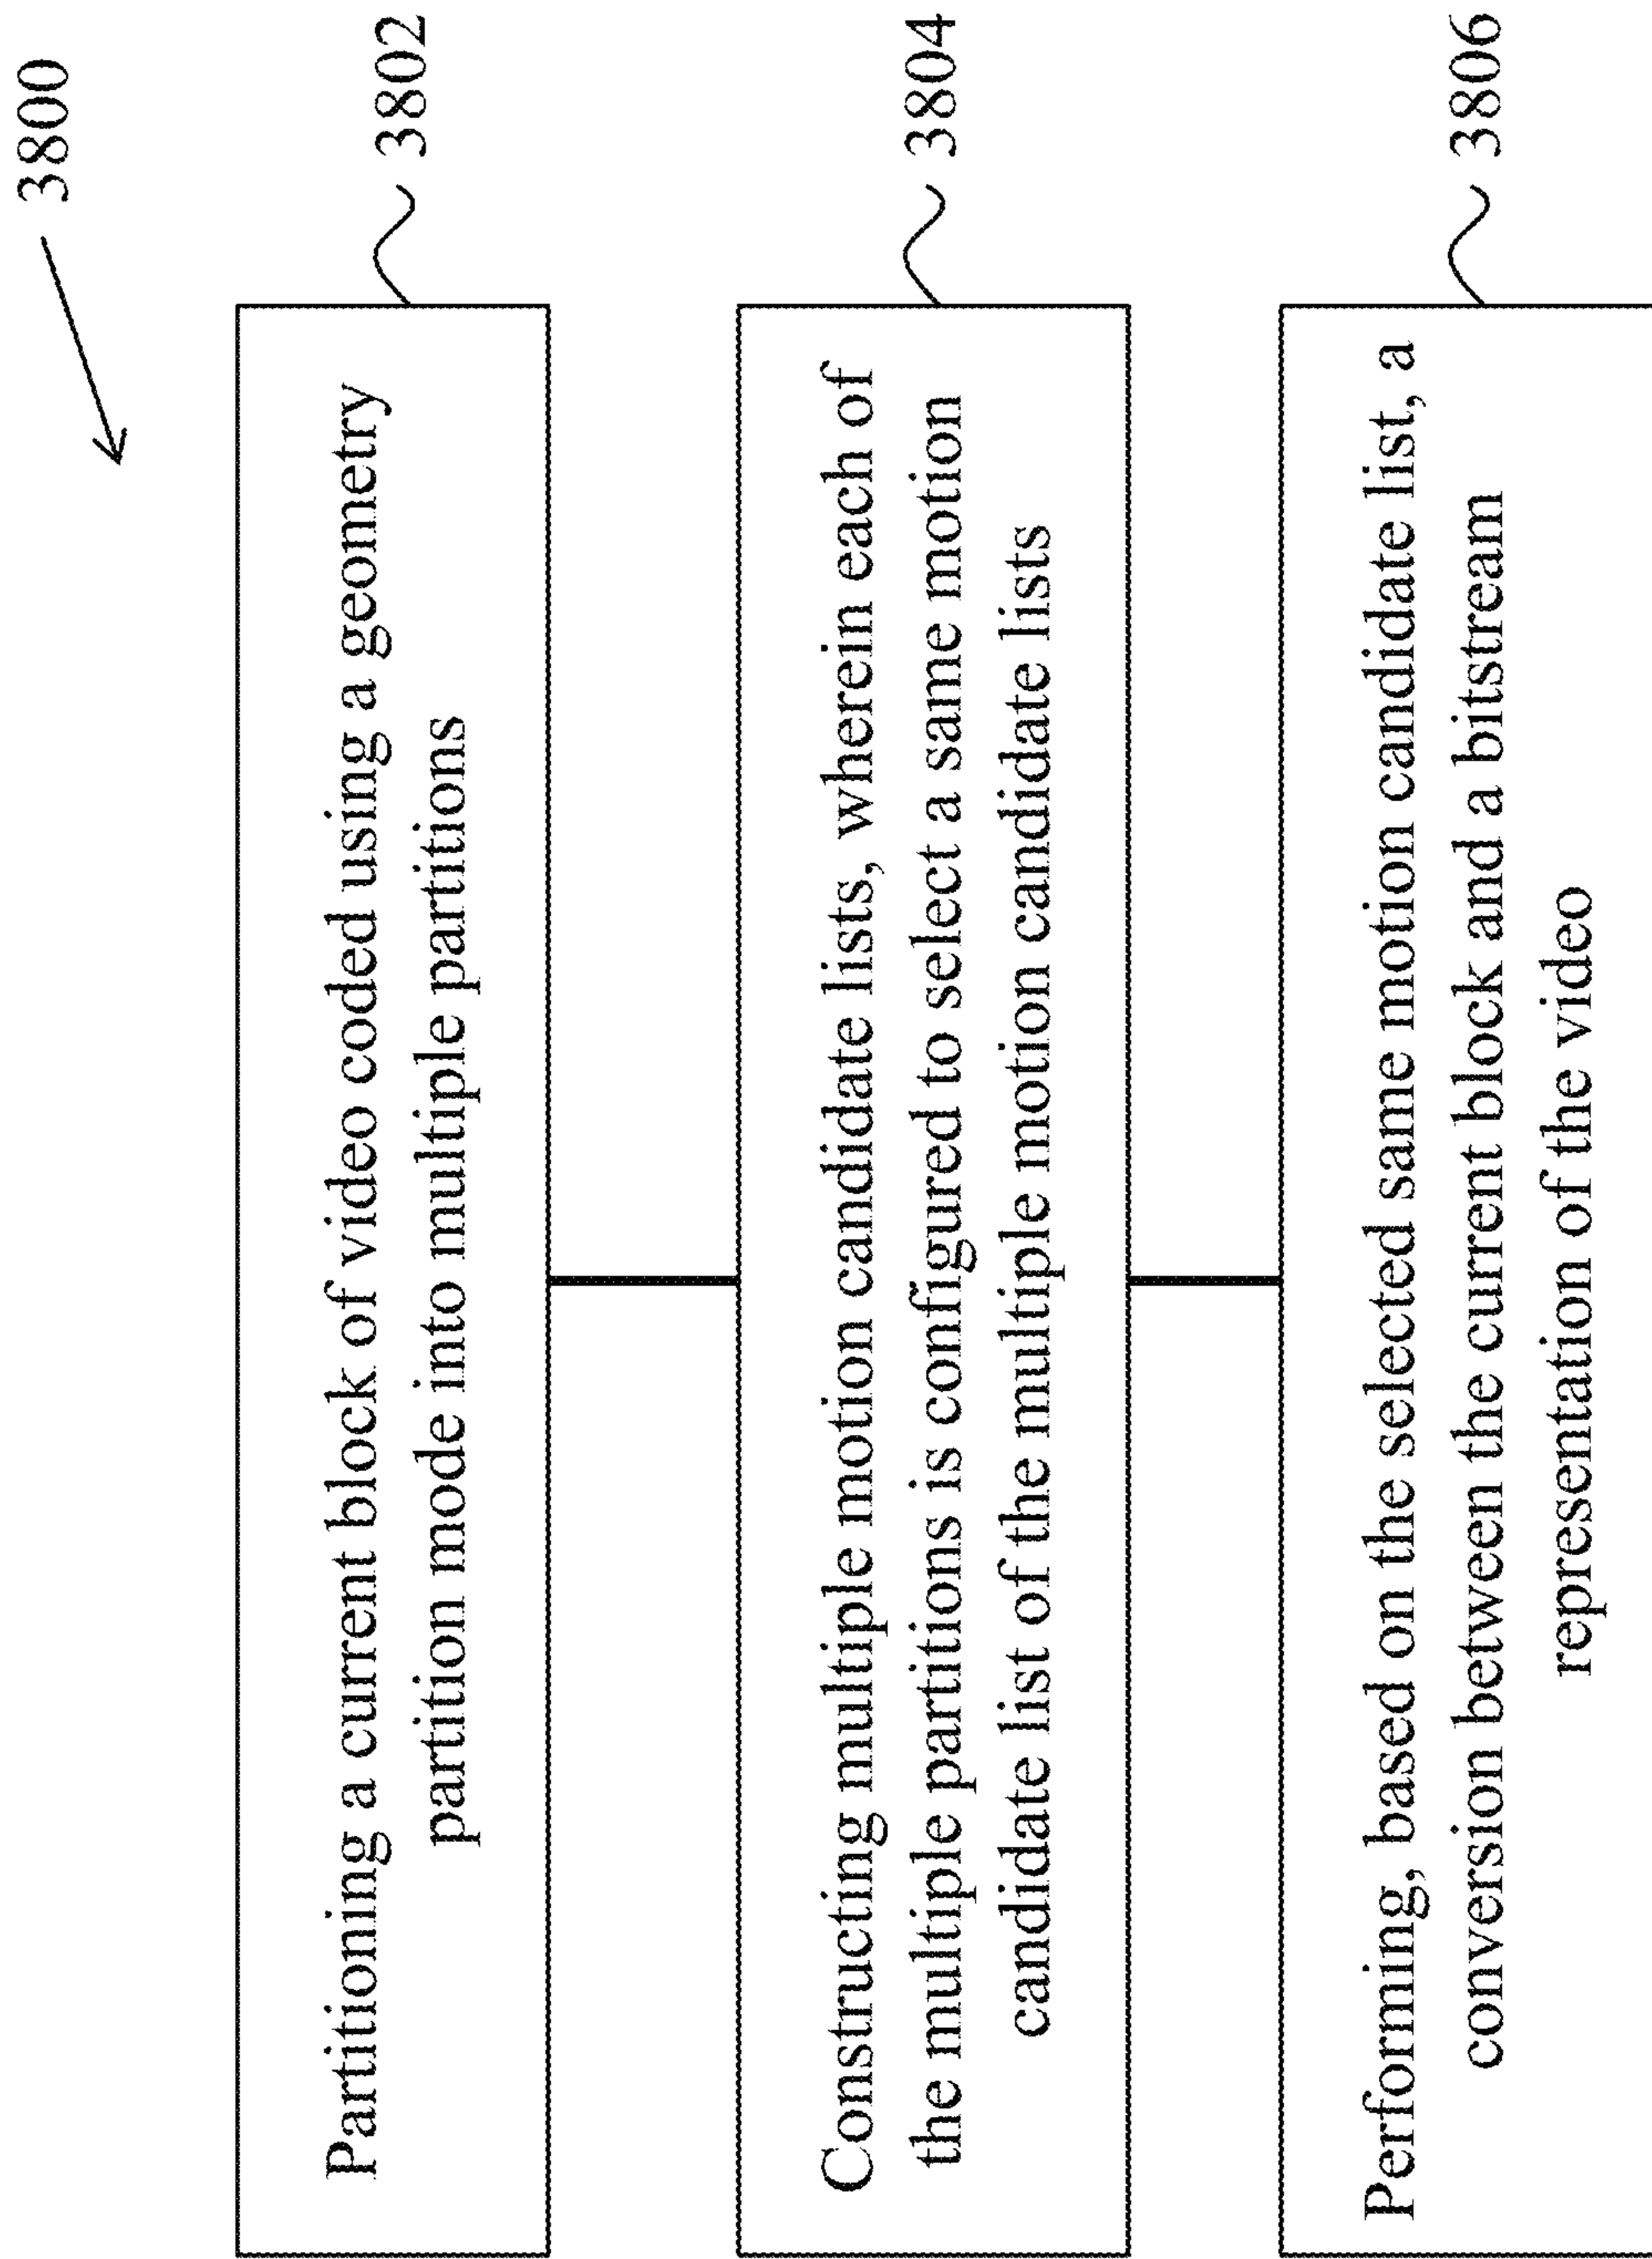 3800
Partitioning a current block of video coded using a geometry
partition mode into multiple partitions
3802
Constructing multiple motion candidate lists, wherein each of
the multiple partitions is configured to select a same motion
candidate list of the multiple motion candidate lists
3804
Performing, based on the selected same motion candidate list, a
conversion between the current block and a bitstream
representation of the video
3806